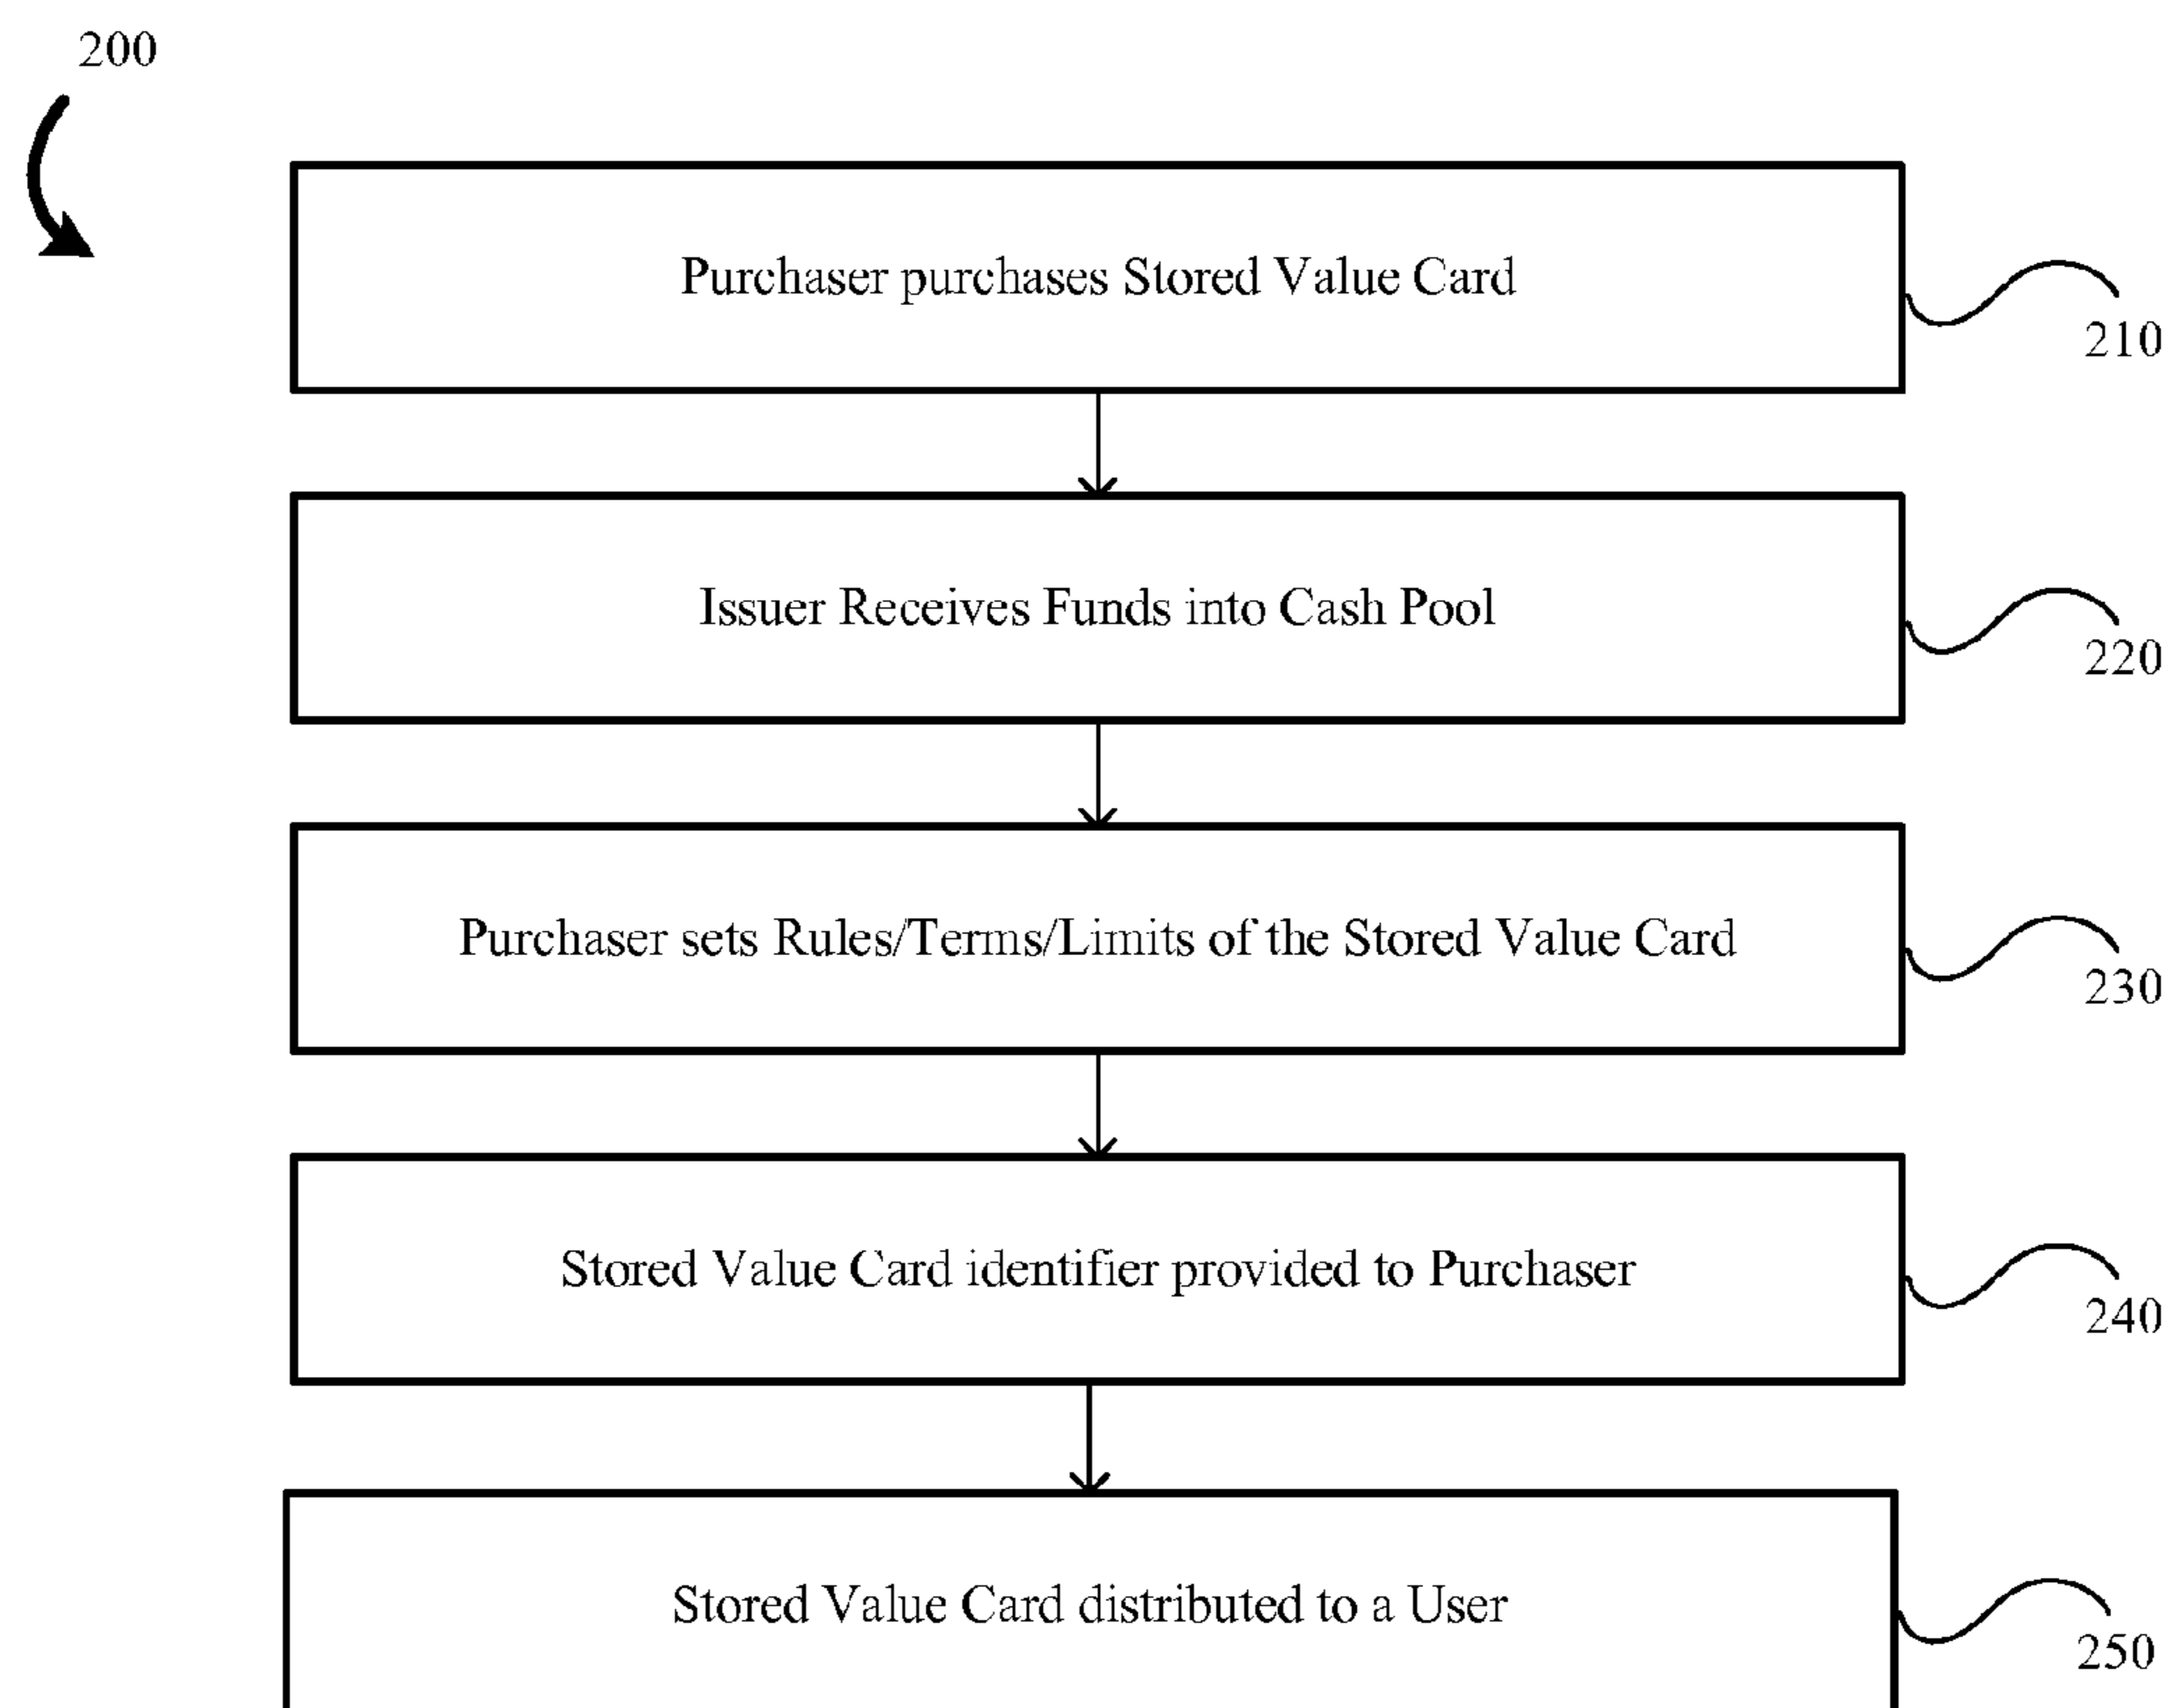 200
Purchaser purchases Stored Value Card
210
Issuer Receives Funds into Cash Pool
220
Purchaser sets Rules/Terms/Limits of the Stored Value Card
230
Stored Value Card identifier provided to Purchaser
240
Stored Value Card distributed to a User
250